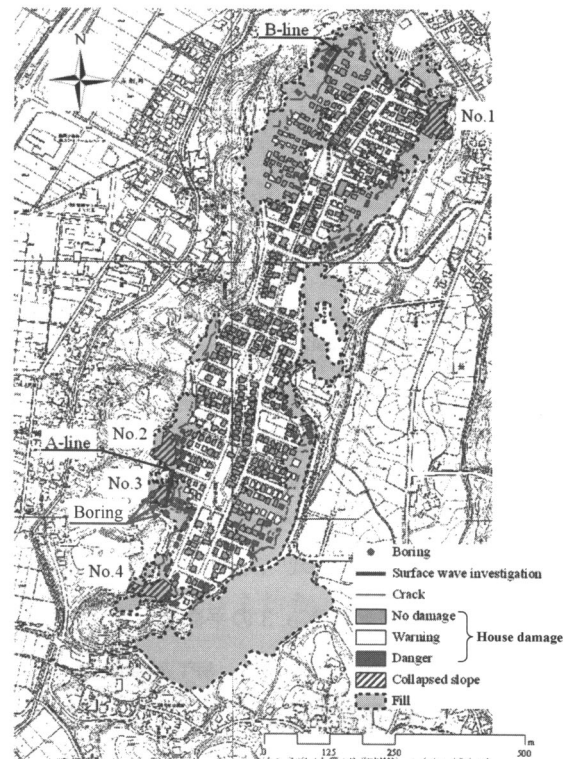 B-line
N
No.1
No.2
A-line
No.3
Boring
No.4
Boring
Surface wave investigation
Crack
No damage
Warning
House damage
Danger
Collapsed slope
Fill
m
0 125 250 500